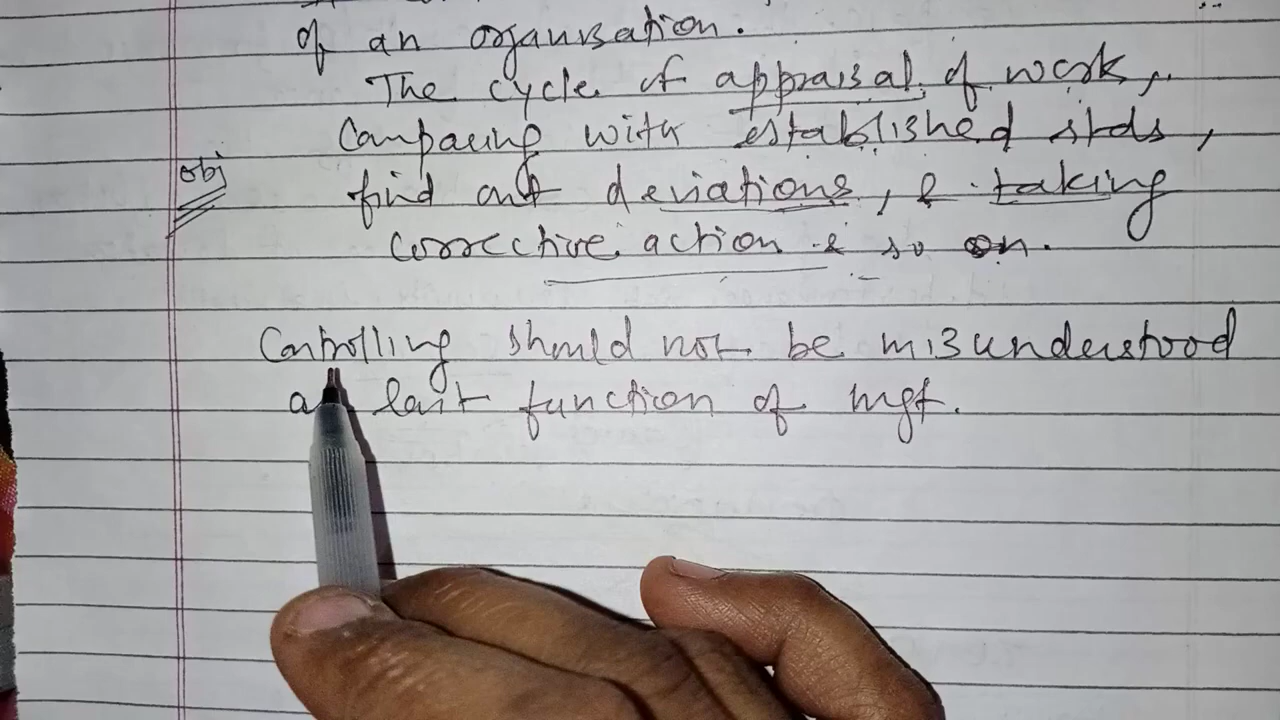 of an organisation.
The cycle of appraisal of work,
Comparing with established stds,
obj
find out deviations, & taking
corrective action & so on.
Controlling should not be misunderstood
as last function of mgt.